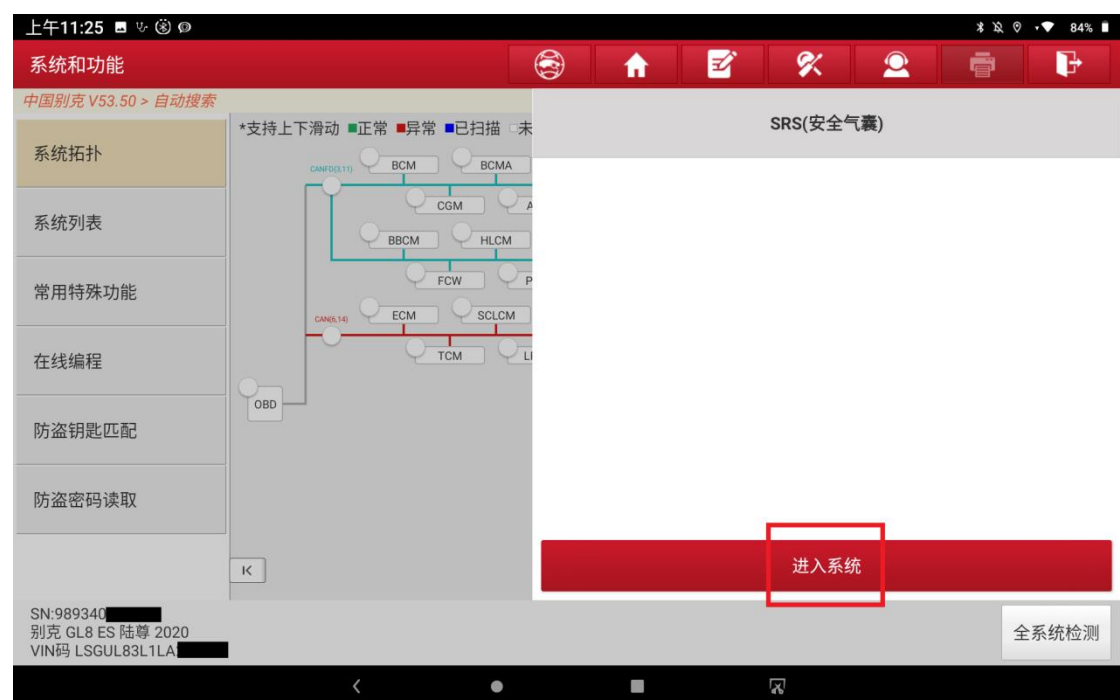 上午11:25
84%
系统和功能
中国别克 V53.50 > 自动搜索
系统拓扑
系统列表
常用特殊功能
在线编程
防盗钥匙匹配
防盗密码读取
*支持上下滑动 ■正常 ■异常 ■已扫描 □未
CANFD(3,11)
BCM
BCMA
CGM
A
BBCM
HLCM
FCW
P
CAN(6,14)
ECM
SCLCM
TCM
LI
OBD
SRS(安全气囊)
进入系统
SN:989340
别克 GL8 ES 陆尊 2020
VIN码 LSGUL83L1LA
全系统检测